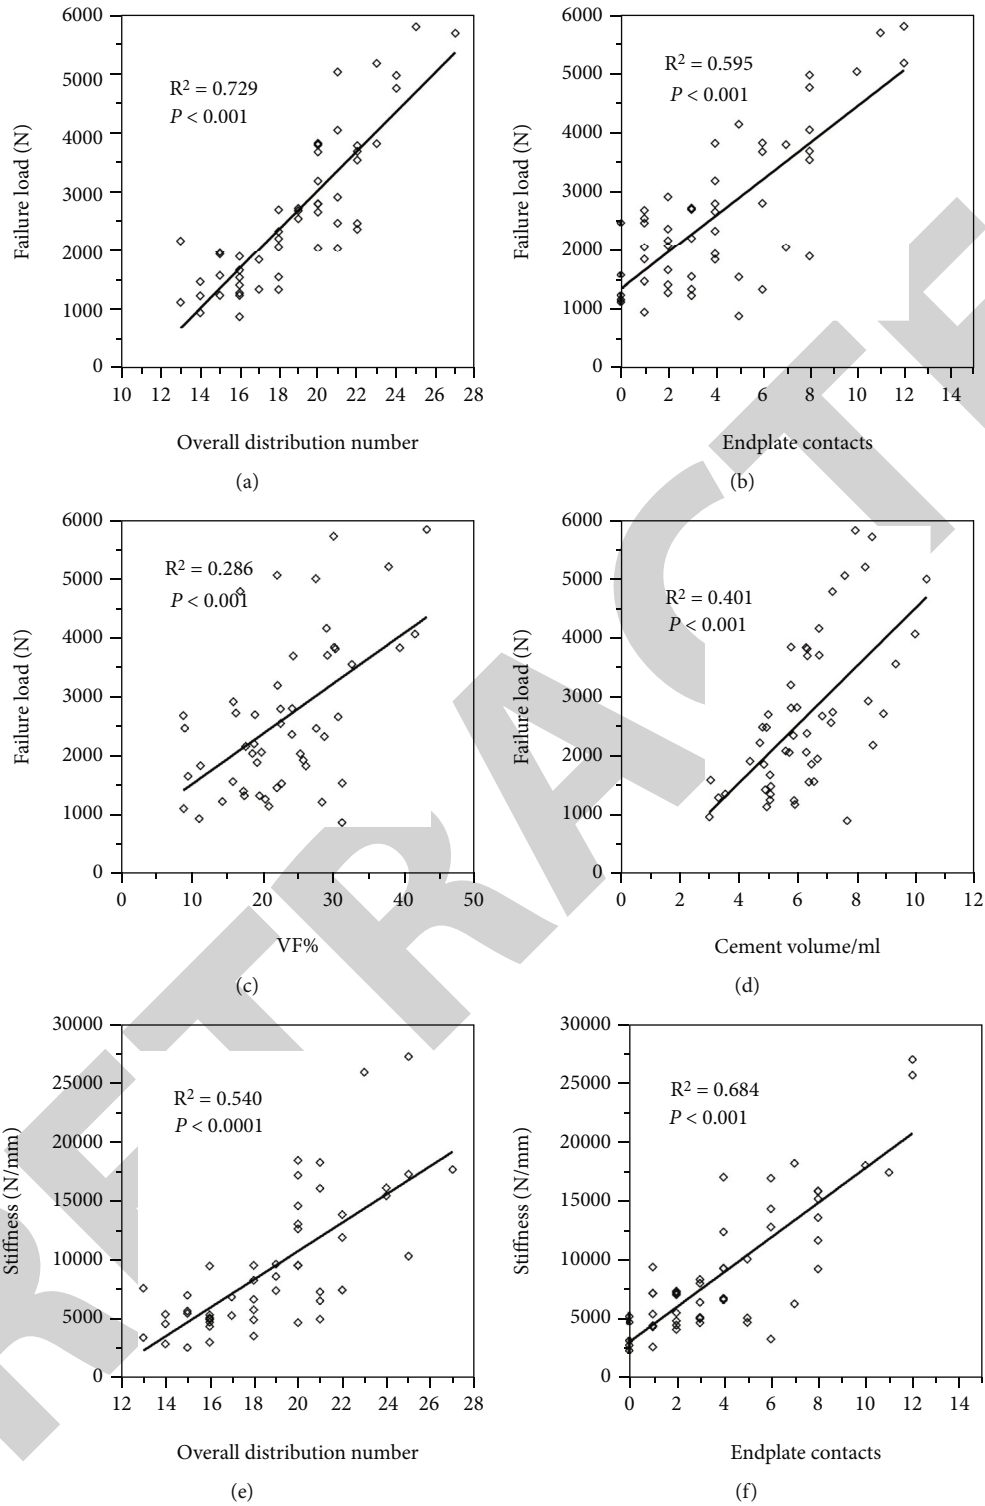 6000
5000
4000
3000
2000
1000
0
Failure load (N)
R² = 0.729
P < 0.001
10 12 14 16 18 20 22 24 26 28
Overall distribution number
(a)
6000
5000
4000
3000
2000
1000
0
Failure load (N)
R² = 0.595
P < 0.001
0 2 4 6 8 10 12 14
Endplate contacts
(b)
6000
5000
4000
3000
2000
1000
0
Failure load (N)
R² = 0.286
P < 0.001
0 10 20 30 40 50
VF%
(c)
6000
5000
4000
3000
2000
1000
0
Failure load (N)
R² = 0.401
P < 0.001
0 2 4 6 8 10 12
Cement volume/ml
(d)
30000
25000
20000
15000
10000
5000
0
Stiffness (N/mm)
R² = 0.540
P < 0.0001
12 14 16 18 20 22 24 26 28
Overall distribution number
(e)
30000
25000
20000
15000
10000
5000
0
Stiffness (N/mm)
R² = 0.684
P < 0.001
0 2 4 6 8 10 12 14
Endplate contacts
(f)
RETRACTE